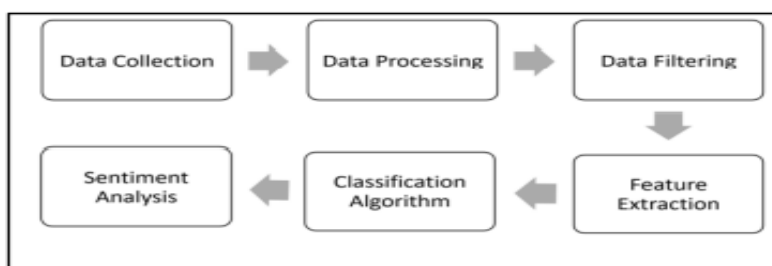 Data Collection
Data Processing
Data Filtering
Feature
Extraction
Classification
Algorithm
Sentiment
Analysis